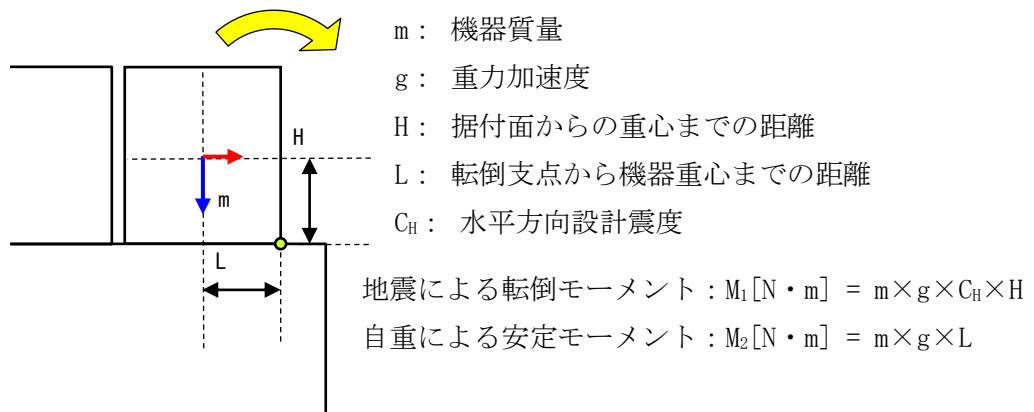 m： 機器質量
g： 重力加速度
H： 据付面からの重心までの距離
L： 転倒支点から機器重心までの距離
CH： 水平方向設計震度
H
m
L
地震による転倒モーメント：M1[N・m] = m×g×CH×H
自重による安定モーメント：M2[N・m] = m×g×L